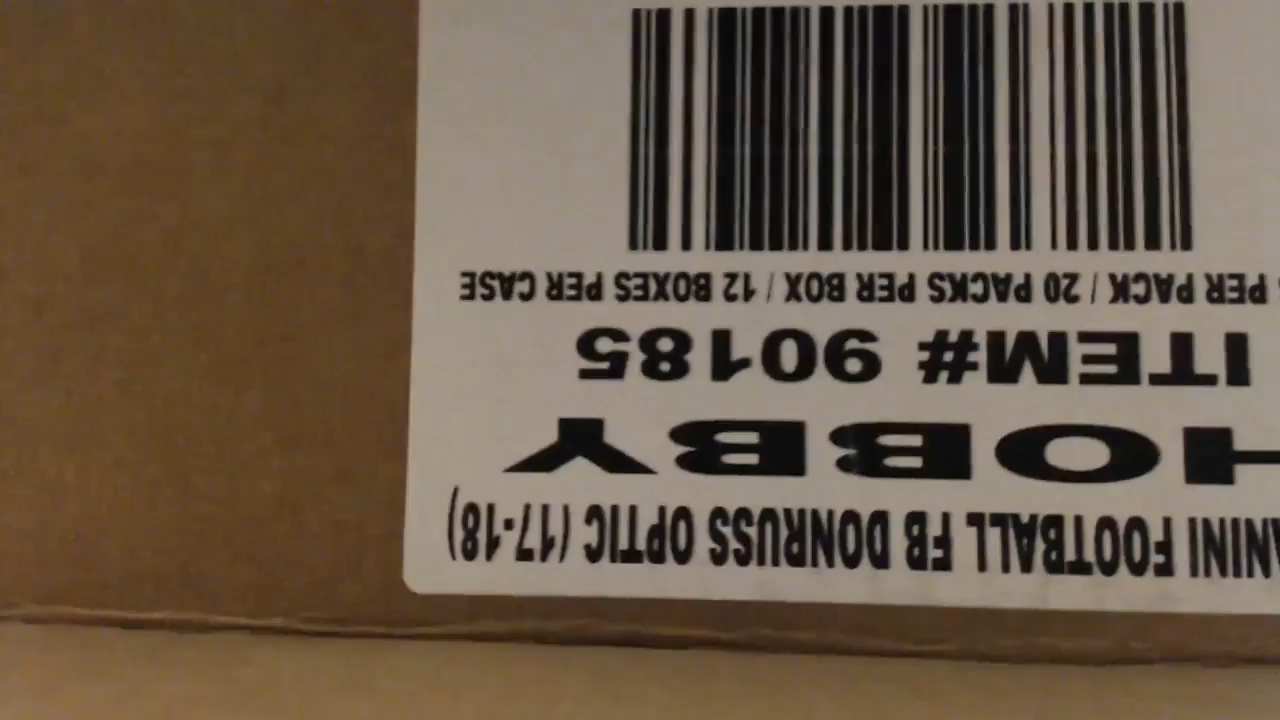 ANINI FOOTBALL FB DONRUSS OPTIC (17-18)
HOBBY
ITEM# 90185
PER PACK / 20 PACKS PER BOX / 12 BOXES PER CASE